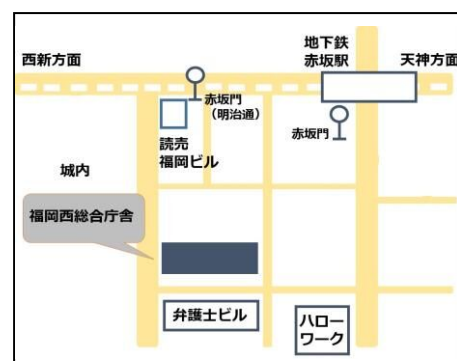 地下鉄
赤坂駅
西新方面
天神方面
赤坂門
（明治通）
赤坂門
読売
福岡ビル
城内
福岡西総合庁舎
弁護士ビル
ハロー
ワーク